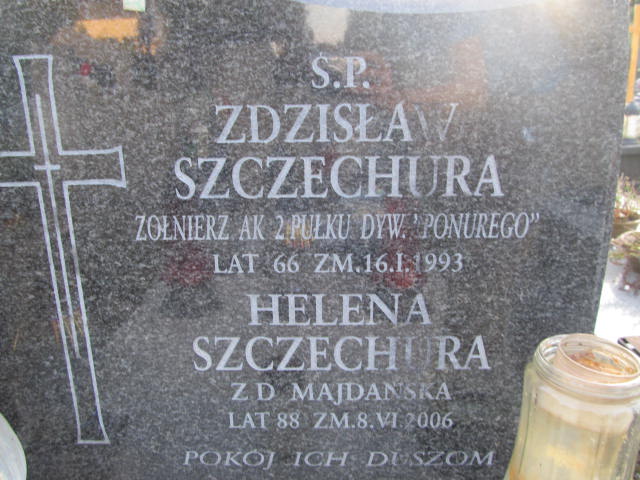 Ś.P.
ZDZISŁAW
SZCZECHURA
ŻOŁNIERZ AK 2 PUŁKU DYW. "PONUREGO"
LAT 66 ZM.16.I.1993
HELENA
SZCZECHURA
Z D MAJDAŃSKA
LAT 88 ZM.8.VI.2006
POKÓJ ICH DUSZOM